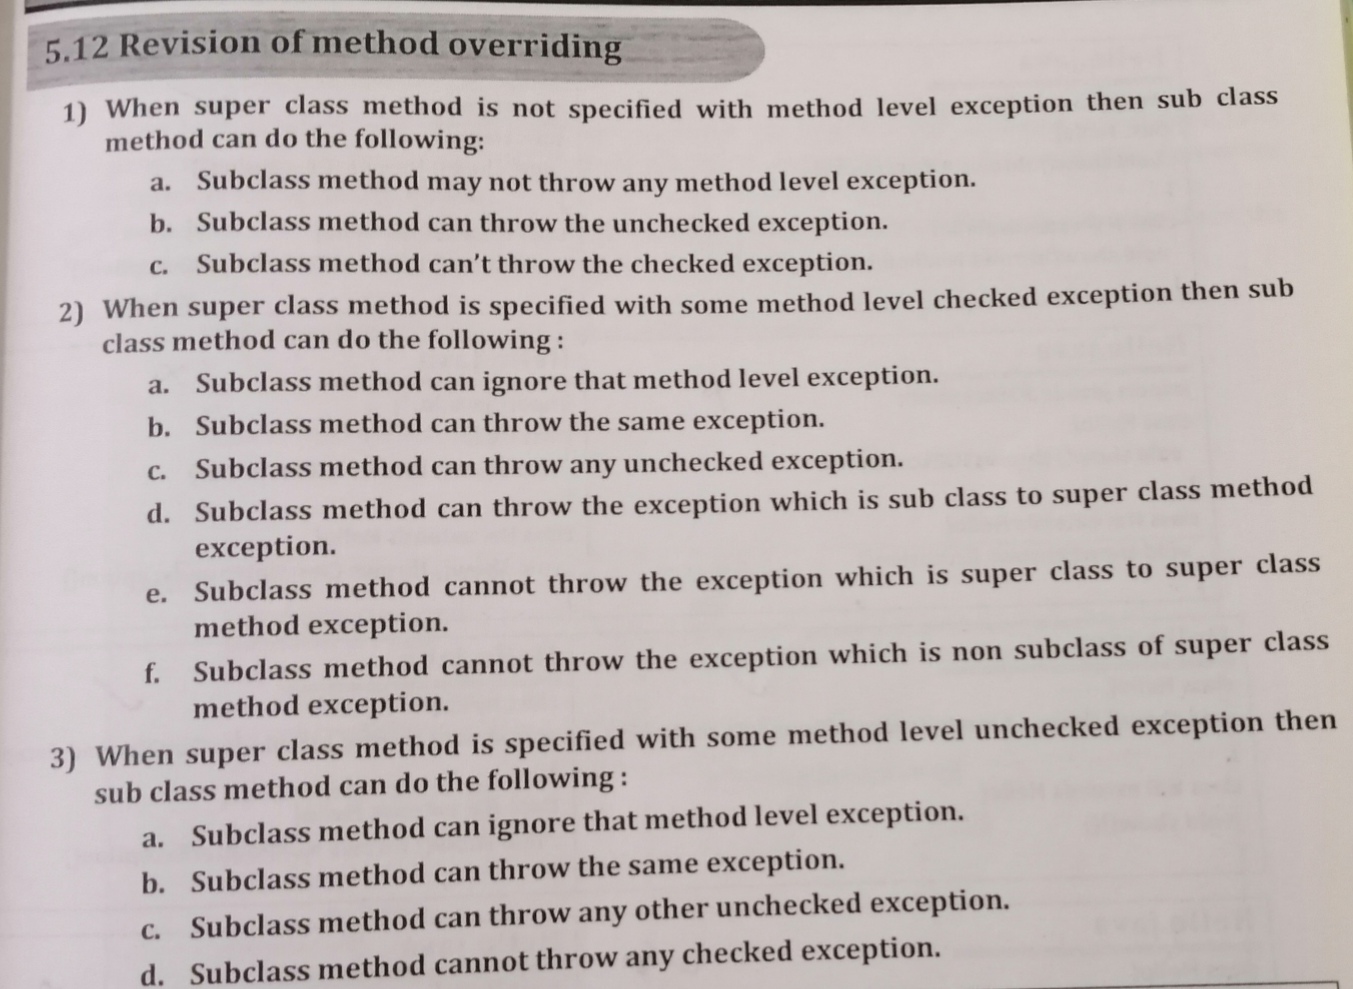 5.12 Revision of method overriding
1) When super class method is not specified with method level exception then sub class
method can do the following:
a. Subclass method may not throw any method level exception.
b. Subclass method can throw the unchecked exception.
c. Subclass method can't throw the checked exception.
2) When super class method is specified with some method level checked exception then sub
class method can do the following :
a. Subclass method can ignore that method level exception.
b. Subclass method can throw the same exception.
c. Subclass method can throw any unchecked exception.
d. Subclass method can throw the exception which is sub class to super class method
exception.
e. Subclass method cannot throw the exception which is super class to super class
method exception.
f. Subclass method cannot throw the exception which is non subclass of super class
method exception.
3) When super class method is specified with some method level unchecked exception then
sub class method can do the following :
a. Subclass method can ignore that method level exception.
b. Subclass method can throw the same exception.
c. Subclass method can throw any other unchecked exception.
d. Subclass method cannot throw any checked exception.